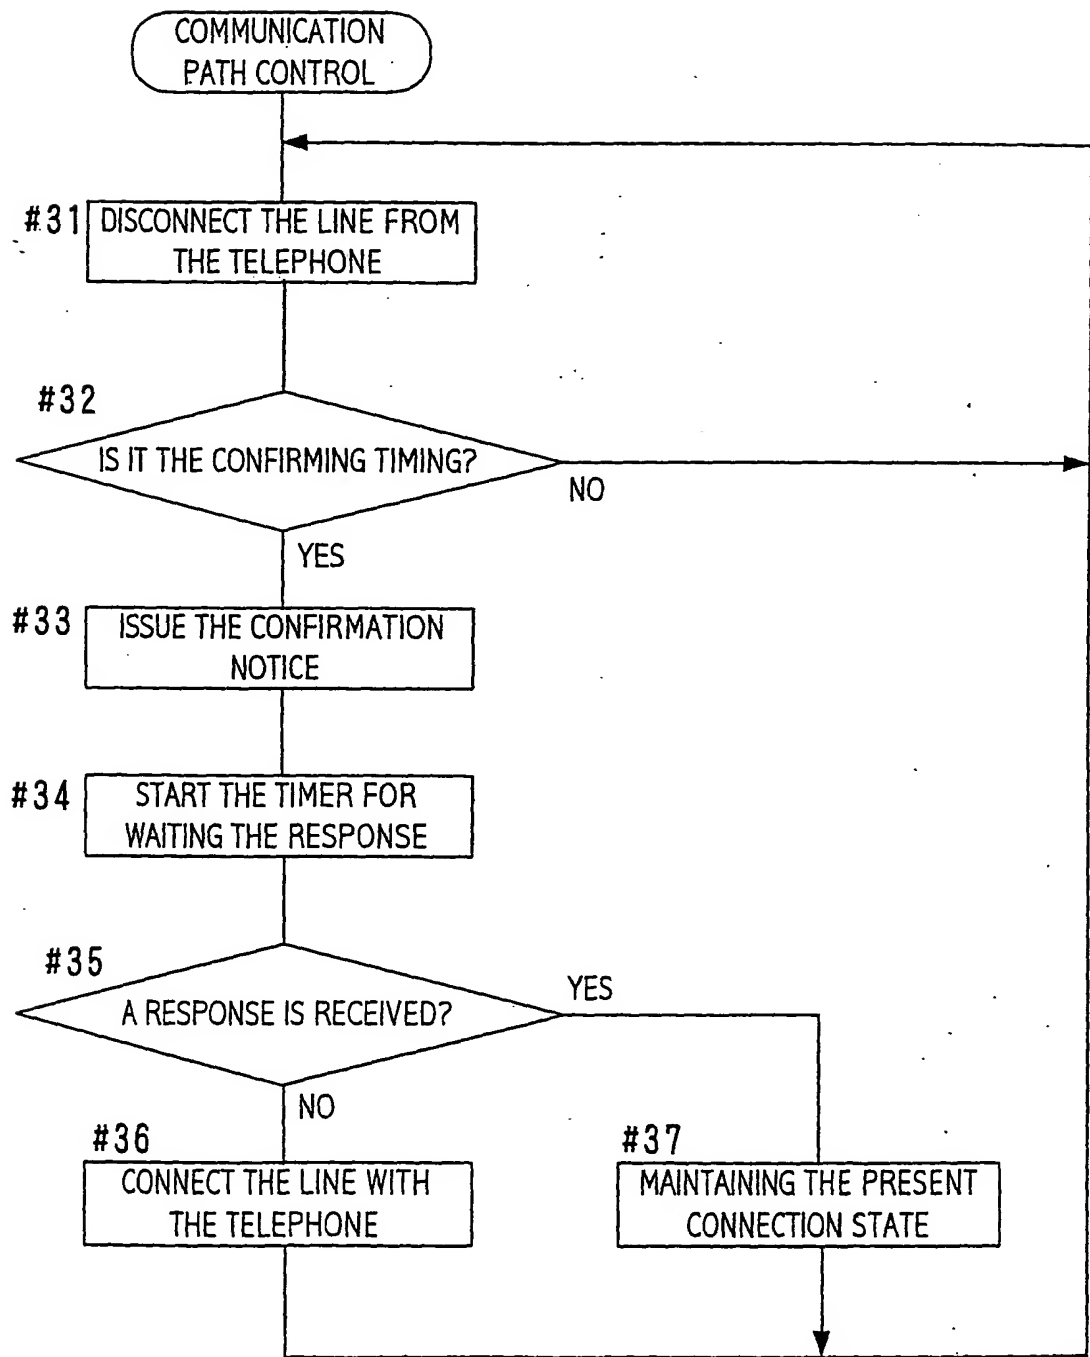 COMMUNICATION
PATH CONTROL
#31
DISCONNECT THE LINE FROM
THE TELEPHONE
#32
IS IT THE CONFIRMING TIMING?
NO
YES
#33
ISSUE THE CONFIRMATION
NOTICE
#34
START THE TIMER FOR
WAITING THE RESPONSE
#35
A RESPONSE IS RECEIVED?
YES
NO
#36
CONNECT THE LINE WITH
THE TELEPHONE
#37
MAINTAINING THE PRESENT
CONNECTION STATE